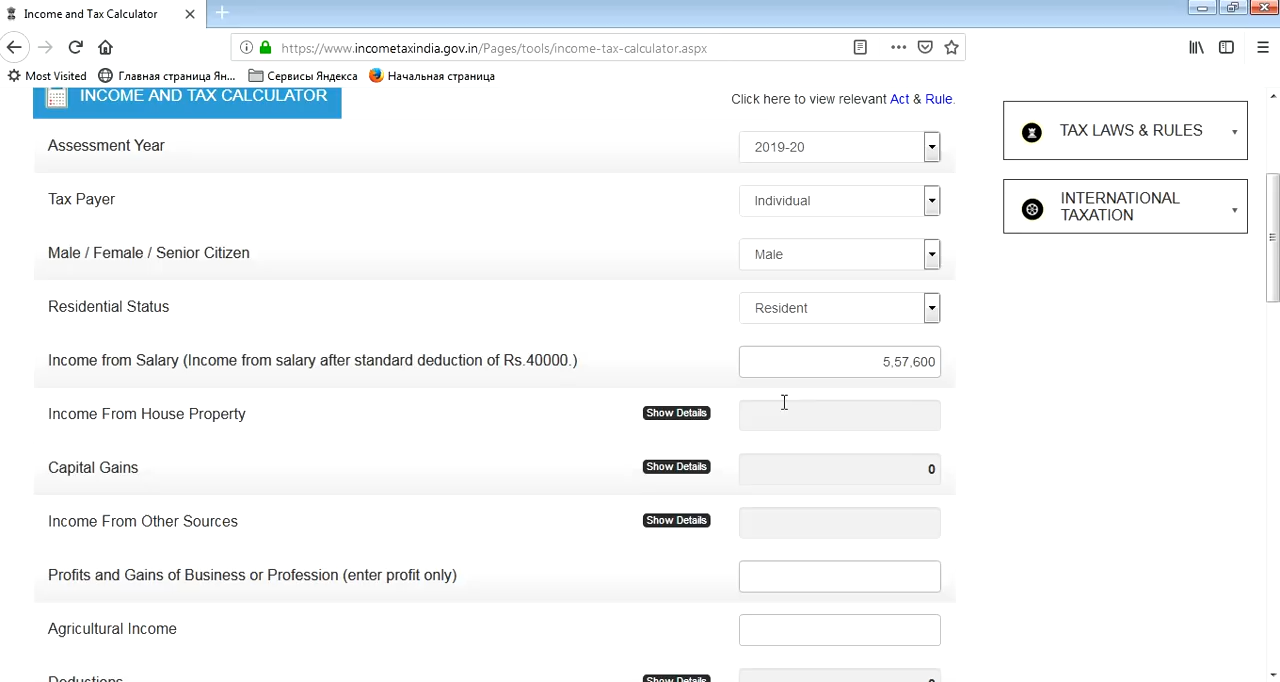 Income and Tax Calculator
https://www.incometaxindia.gov.in/Pages/tools/income-tax-calculator.aspx
Most Visited Главная страница Ян... Сервисы Яндекса Начальная страница
INCOME AND TAX CALCULATOR
Click here to view relevant Act & Rule.
TAX LAWS & RULES
Assessment Year 2019-20
Tax Payer Individual
INTERNATIONAL
TAXATION
Male / Female / Senior Citizen Male
Residential Status Resident
Income from Salary (Income from salary after standard deduction of Rs.40000.) 5,57,600
Income From House Property Show Details
Capital Gains Show Details 0
Income From Other Sources Show Details
Profits and Gains of Business or Profession (enter profit only)
Agricultural Income
Deductions Show Details 0